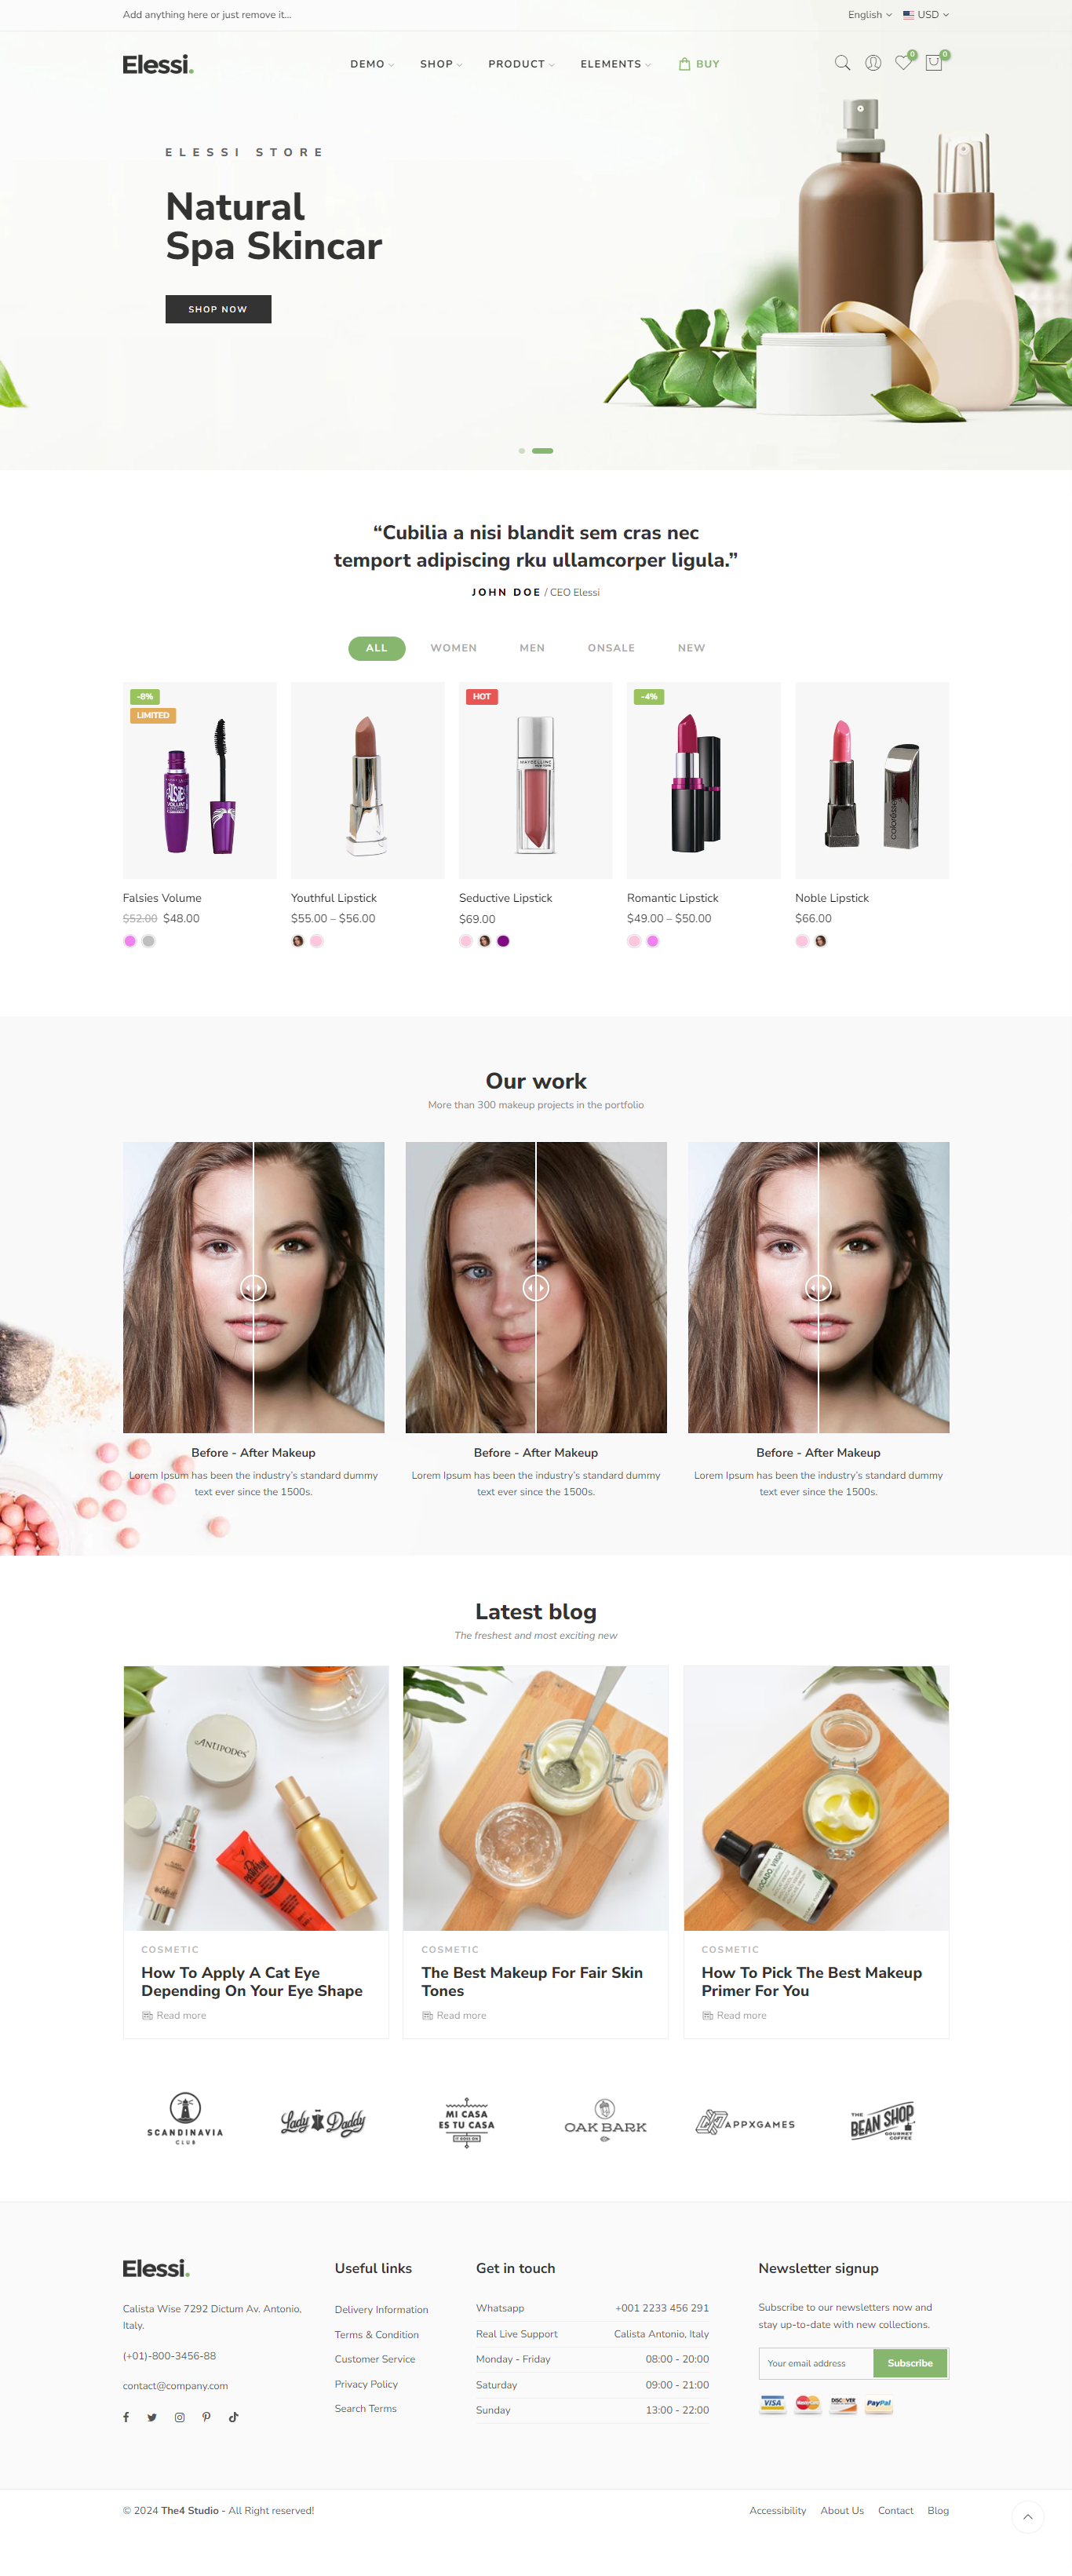 Add anything here or just remove it...
English
USD
Elessi.
DEMO
SHOP
PRODUCT
ELEMENTS
BUY
0
0
ELESSI STORE
Natural
Spa Skincar
SHOP NOW
“Cubilia a nisi blandit sem cras nec
temport adipiscing rku ullamcorper ligula.”
JOHN DOE / CEO Elessi
ALL
WOMEN
MEN
ONSALE
NEW
-8%
LIMITED
FALSIES
VOLUM'
HOT
MAYBELLINE
NEW YORK
-4%
coloréss
Falsies Volume
$52.00 $48.00
Youthful Lipstick
$55.00 – $56.00
Seductive Lipstick
$69.00
Romantic Lipstick
$49.00 – $50.00
Noble Lipstick
$66.00
Our work
More than 300 makeup projects in the portfolio
Before - After Makeup
Lorem Ipsum has been the industry’s standard dummy
text ever since the 1500s.
Before - After Makeup
Lorem Ipsum has been the industry’s standard dummy
text ever since the 1500s.
Before - After Makeup
Lorem Ipsum has been the industry’s standard dummy
text ever since the 1500s.
Latest blog
The freshest and most exciting new
ANTIPODES
AVOCADO, VIRGIN
COSMETIC
How To Apply A Cat Eye
Depending On Your Eye Shape
Read more
COSMETIC
The Best Makeup For Fair Skin
Tones
Read more
COSMETIC
How To Pick The Best Makeup
Primer For You
Read more
SCANDINAVIA
CLUB
Lady Daddy
MI CASA
ES TU CASA
OAK BARK
APPXGAMES
THE
BEAN SHOP
GOURMET
COFFEE
Elessi.
Calista Wise 7292 Dictum Av. Antonio,
Italy.
(+01)-800-3456-88
contact@company.com
Useful links
Delivery Information
Terms & Condition
Customer Service
Privacy Policy
Search Terms
Get in touch
Whatsapp +001 2233 456 291
Real Live Support Calista Antonio, Italy
Monday - Friday 08:00 - 20:00
Saturday 09:00 - 21:00
Sunday 13:00 - 22:00
Newsletter signup
Subscribe to our newsletters now and
stay up-to-date with new collections.
Your email address
Subscribe
VISA
MasterCard
DISCOVER
PayPal
© 2024 The4 Studio - All Right reserved!
Accessibility
About Us
Contact
Blog